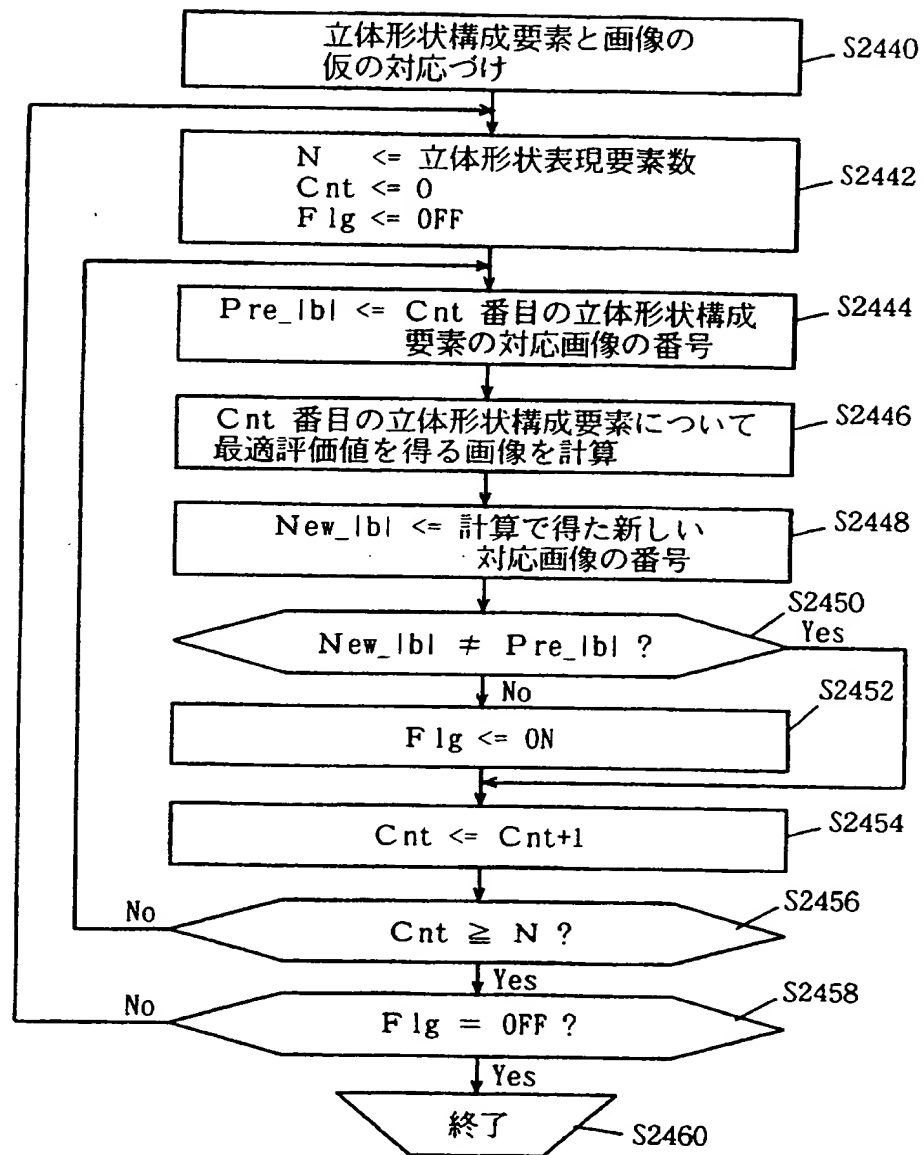 立体形状構成要素と画像の
仮の対応づけ
S2440
N <= 立体形状表現要素数
Cnt <= 0
Flg <= OFF
S2442
Pre_lbl <= Cnt 番目の立体形状構成
要素の対応画像の番号
S2444
Cnt 番目の立体形状構成要素について
最適評価値を得る画像を計算
S2446
New_lbl <= 計算で得た新しい
対応画像の番号
S2448
New_lbl ≠ Pre_lbl ?
S2450
Yes
No
Flg <= ON
S2452
Cnt <= Cnt+1
S2454
Cnt ≧ N ?
S2456
No
Yes
Flg = OFF ?
S2458
No
Yes
終了
S2460